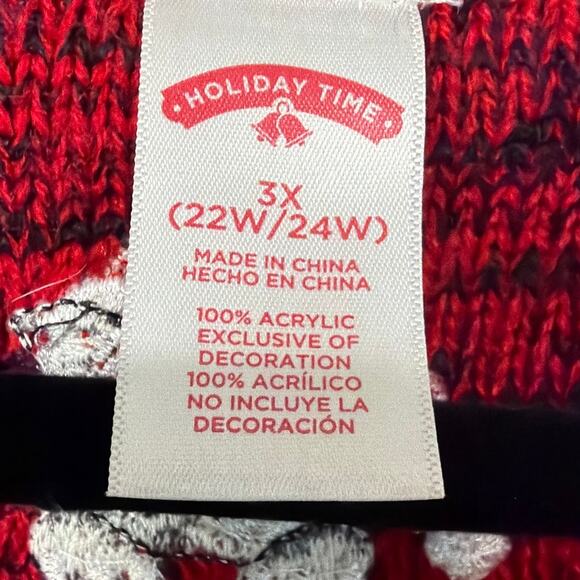 · HOLIDAY TIME ·
3X
(22W/24W)
MADE IN CHINA
HECHO EN CHINA
100% ACRYLIC
EXCLUSIVE OF
DECORATION
100% ACRÍLICO
NO INCLUYE LA
DECORACIÓN